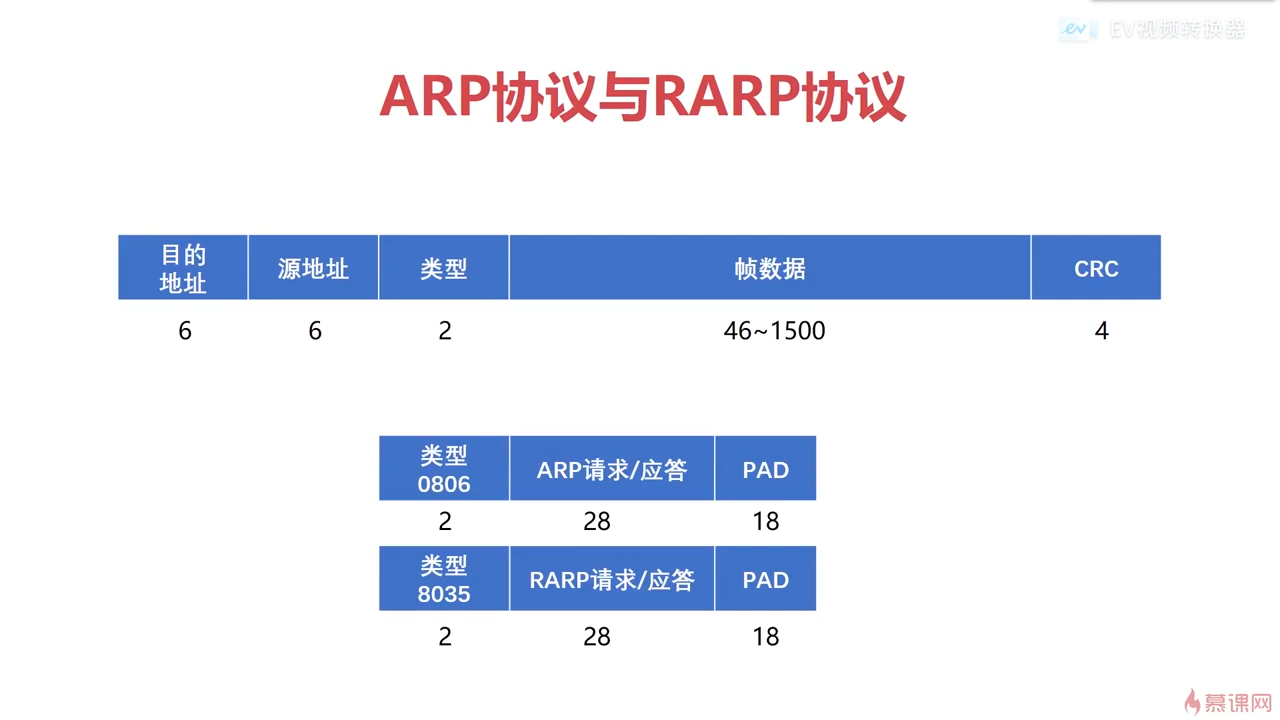 ev EV视频转换器
ARP协议与RARP协议
目的
地址
源地址
类型
帧数据
CRC
6
6
2
46~1500
4
类型
0806
ARP请求/应答
PAD
2
28
18
类型
8035
RARP请求/应答
PAD
2
28
18
慕课网